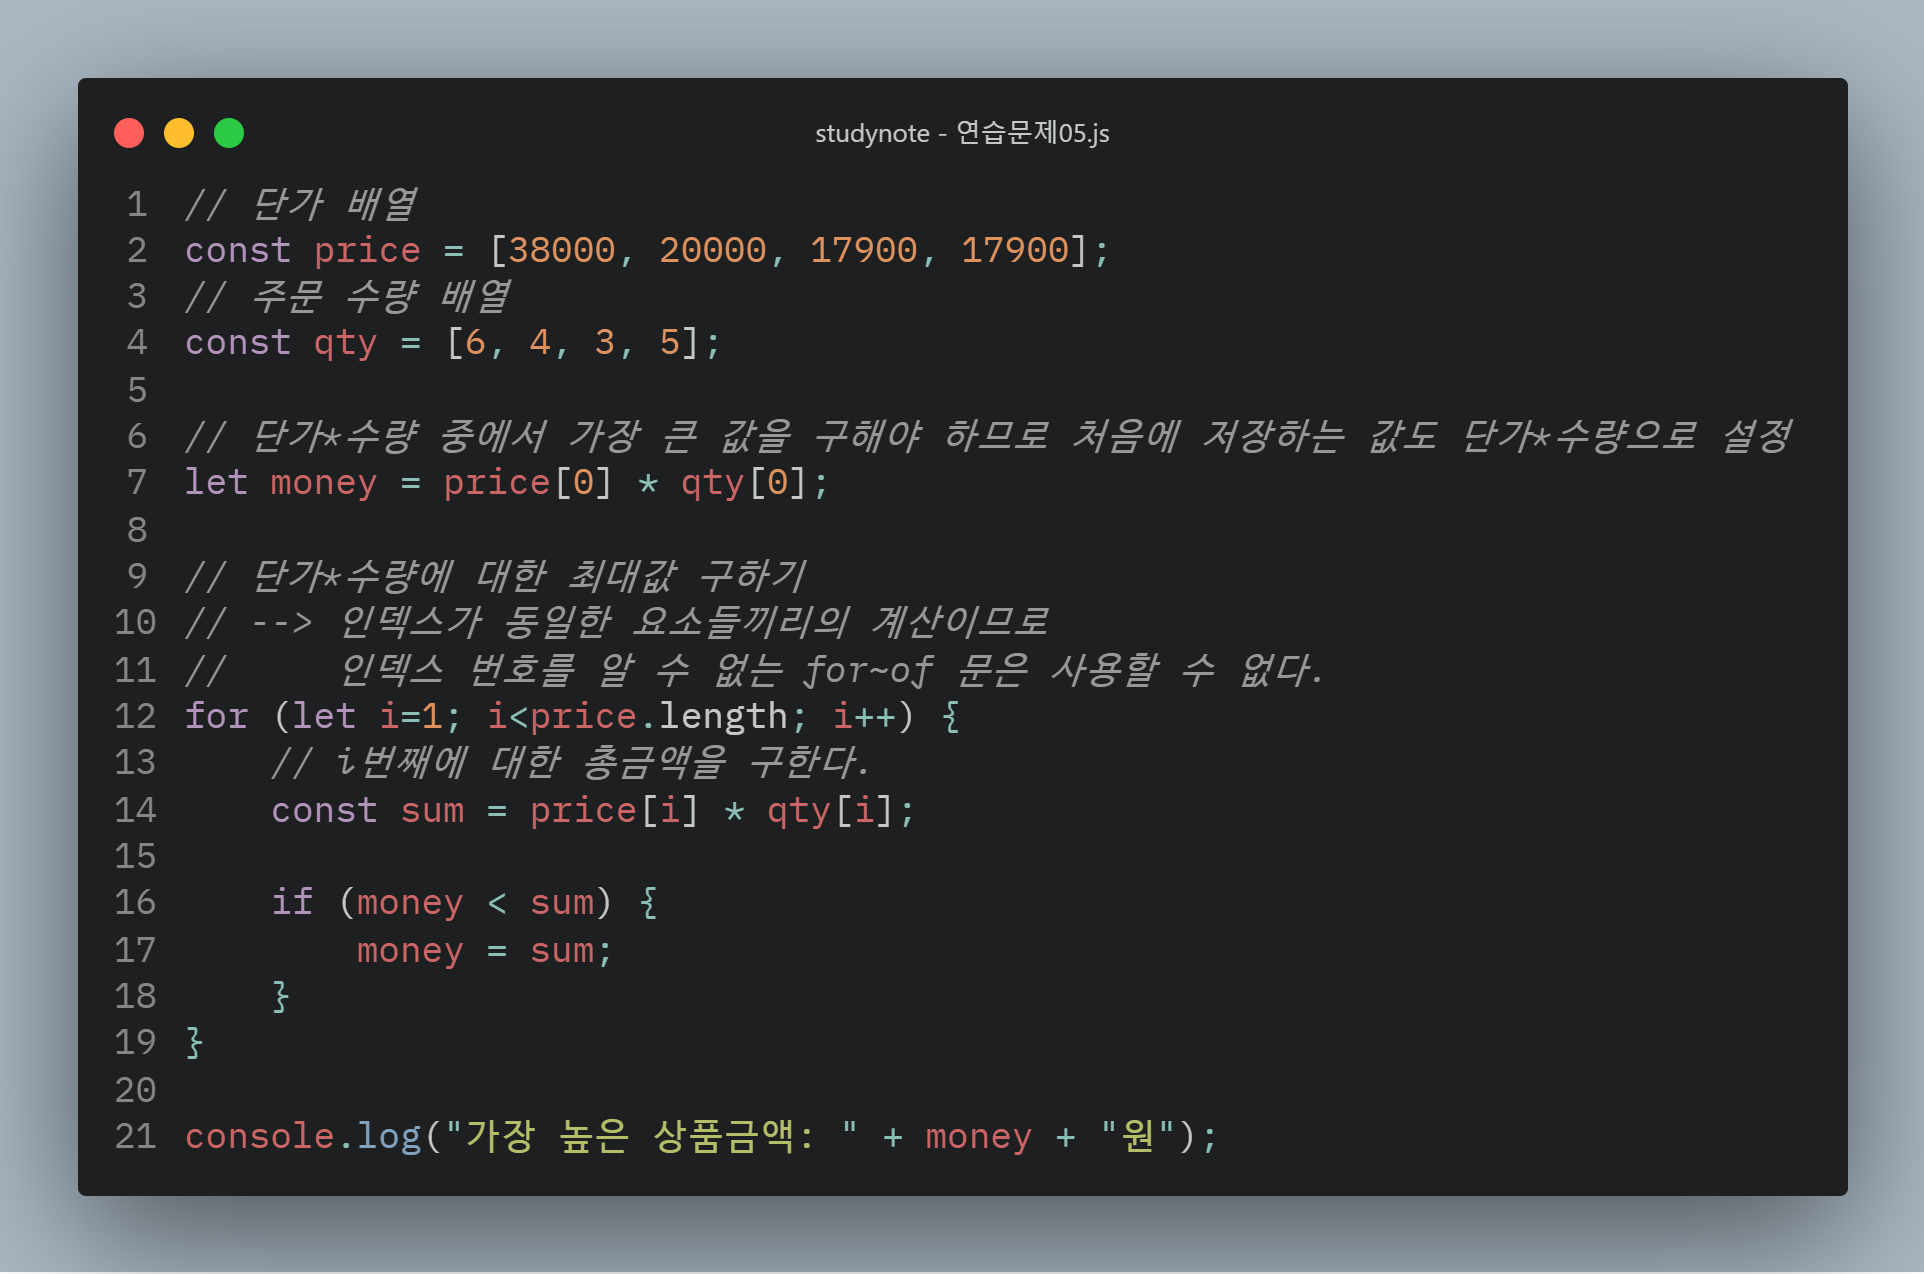 studynote - 연습문제05.js
1 // 단가 배열
2 const price = [38000, 20000, 17900, 17900];
3 // 주문 수량 배열
4 const qty = [6, 4, 3, 5];
5
6 // 단가*수량 중에서 가장 큰 값을 구해야 하므로 처음에 저장하는 값도 단가*수량으로 설정
7 let money = price[0] * qty[0];
8
9 // 단가*수량에 대한 최대값 구하기
10 // --> 인덱스가 동일한 요소들끼리의 계산이므로
11 //     인덱스 번호를 알 수 없는 for~of 문은 사용할 수 없다.
12 for (let i=1; i<price.length; i++) {
13     // i번째에 대한 총금액을 구한다.
14     const sum = price[i] * qty[i];
15
16     if (money < sum) {
17         money = sum;
18     }
19 }
20
21 console.log("가장 높은 상품금액: " + money + "원");